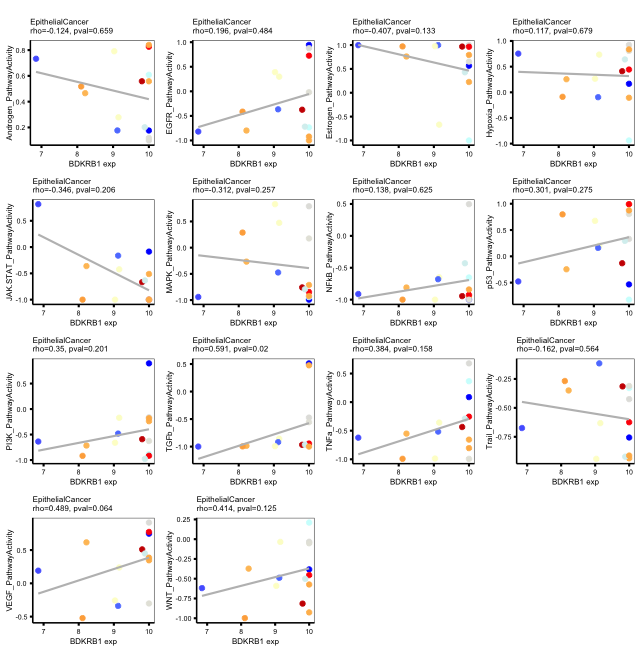 EpithelialCancer
rho=-0.124, pval=0.659
Androgen_PathwayActivity
0.8
0.6
0.4
0.2
7
8
9
10
BDKRB1 exp
EpithelialCancer
rho=0.196, pval=0.484
EGFR_PathwayActivity
1.0
0.5
0.0
-0.5
-1.0
7
8
9
10
BDKRB1 exp
EpithelialCancer
rho=-0.407, pval=0.133
Estrogen_PathwayActivity
1.0
0.5
0.0
-0.5
-1.0
7
8
9
10
BDKRB1 exp
EpithelialCancer
rho=0.117, pval=0.679
Hypoxia_PathwayActivity
1.0
0.5
0.0
-0.5
-1.0
7
8
9
10
BDKRB1 exp
EpithelialCancer
rho=-0.346, pval=0.206
JAK.STAT_PathwayActivity
0.5
0.0
-0.5
-1.0
7
8
9
10
BDKRB1 exp
EpithelialCancer
rho=-0.312, pval=0.257
MAPK_PathwayActivity
0.5
0.0
-0.5
-1.0
7
8
9
10
BDKRB1 exp
EpithelialCancer
rho=0.138, pval=0.625
NFkB_PathwayActivity
0.5
0.0
-0.5
-1.0
7
8
9
10
BDKRB1 exp
EpithelialCancer
rho=0.301, pval=0.275
p53_PathwayActivity
1.0
0.5
0.0
-0.5
7
8
9
10
BDKRB1 exp
EpithelialCancer
rho=0.35, pval=0.201
PI3K_PathwayActivity
1.0
0.5
0.0
-0.5
-1.0
7
8
9
10
BDKRB1 exp
EpithelialCancer
rho=0.591, pval=0.02
TGFb_PathwayActivity
0.5
0.0
-0.5
-1.0
7
8
9
10
BDKRB1 exp
EpithelialCancer
rho=0.384, pval=0.158
TNFa_PathwayActivity
0.5
0.0
-0.5
-1.0
7
8
9
10
BDKRB1 exp
EpithelialCancer
rho=-0.162, pval=0.564
Trail_PathwayActivity
-0.25
-0.50
-0.75
7
8
9
10
BDKRB1 exp
EpithelialCancer
rho=0.489, pval=0.064
VEGF_PathwayActivity
0.5
0.0
-0.5
7
8
9
10
BDKRB1 exp
EpithelialCancer
rho=0.414, pval=0.125
WNT_PathwayActivity
0.25
0.00
-0.25
-0.50
-0.75
-1.00
7
8
9
10
BDKRB1 exp